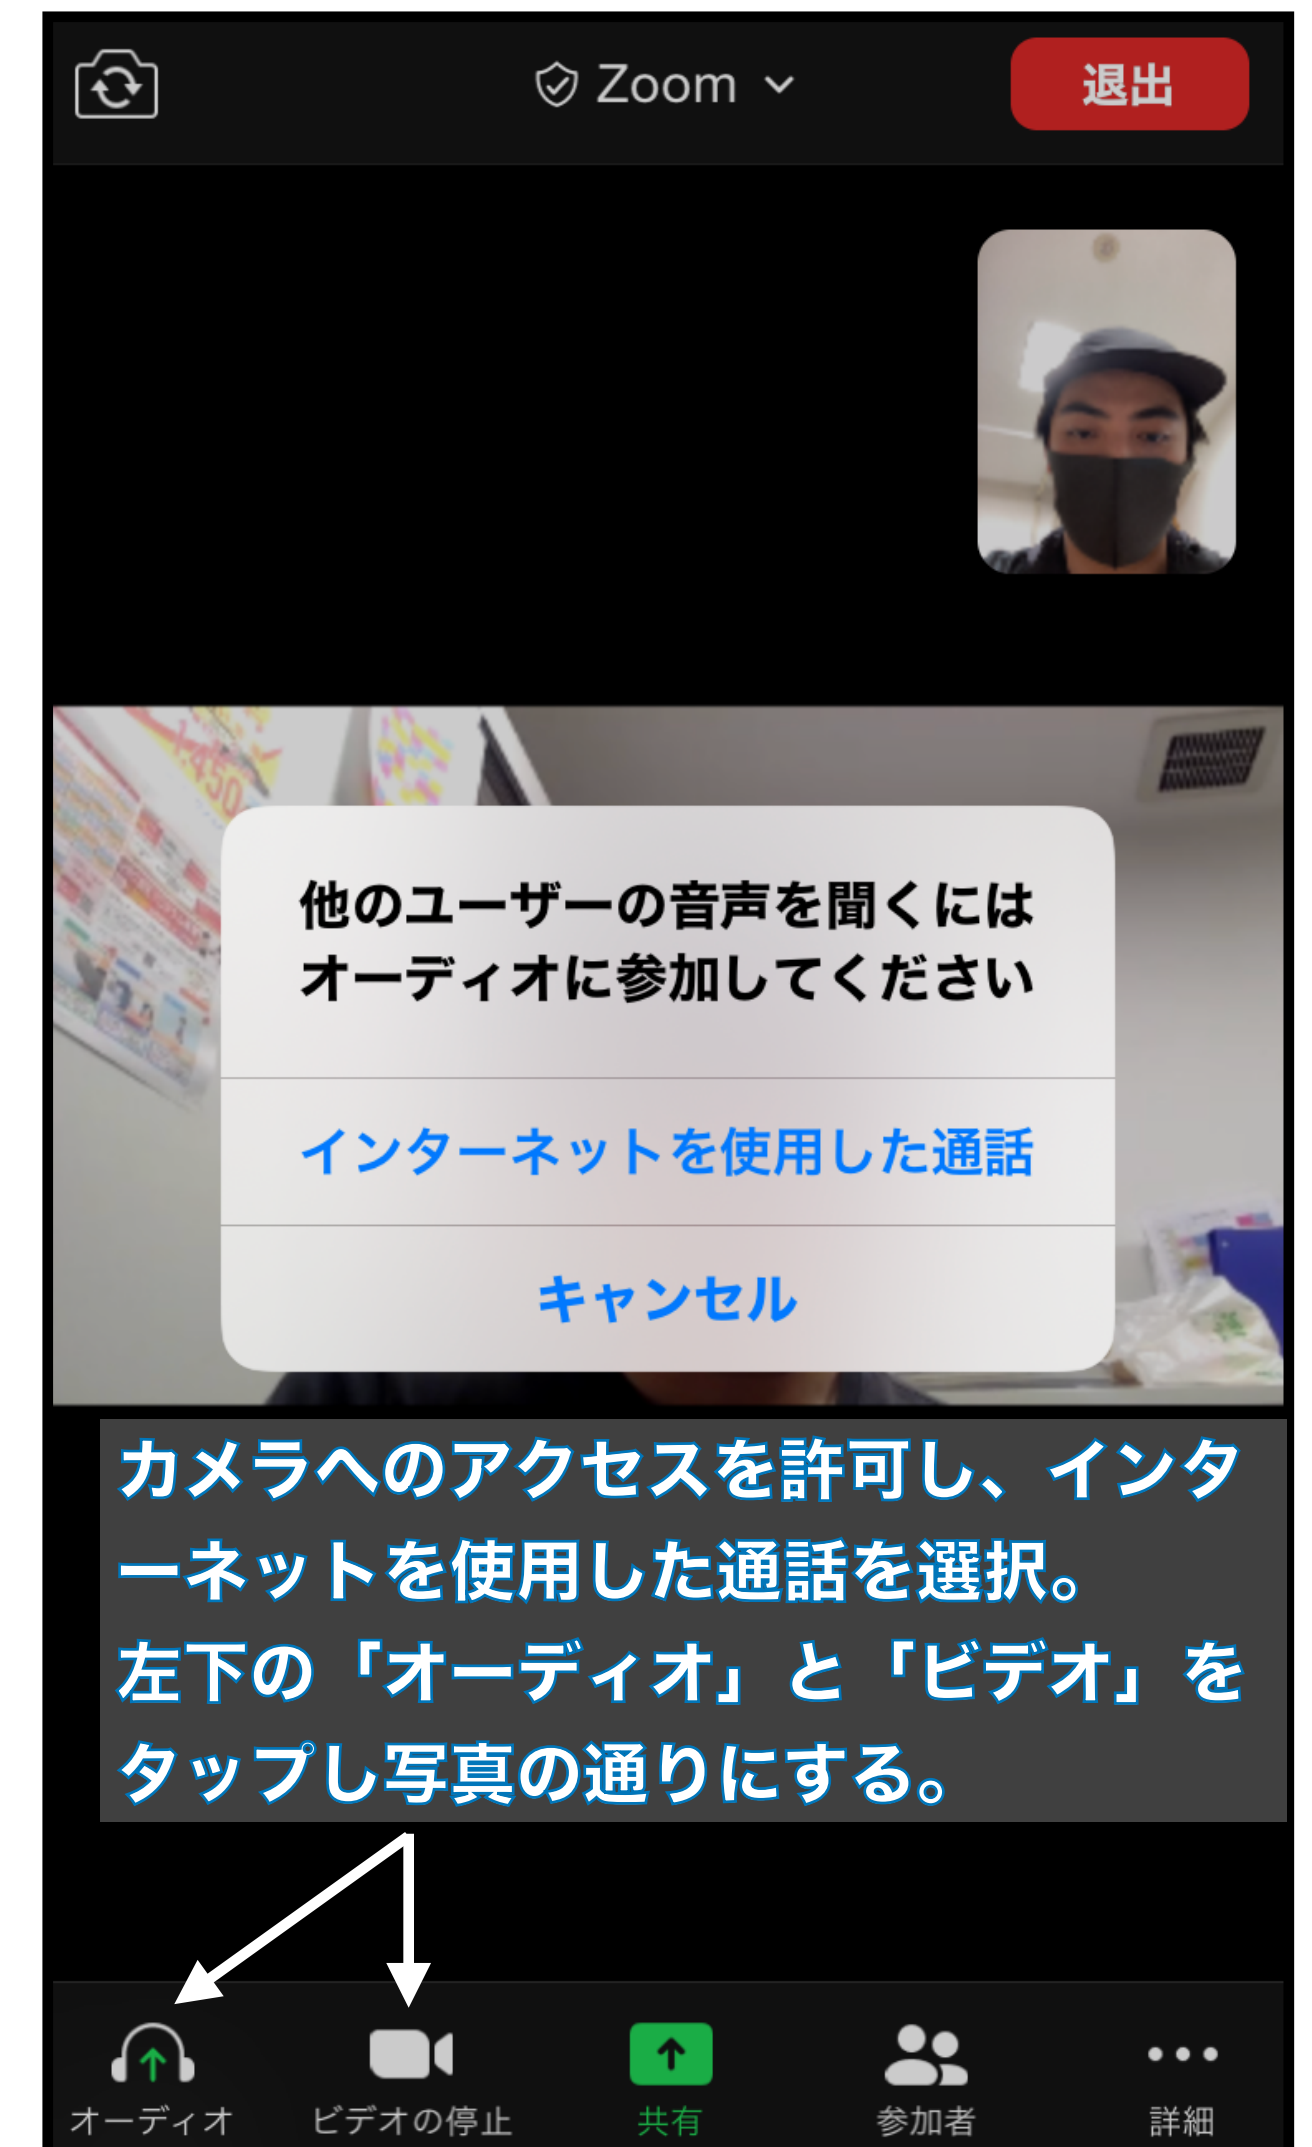 Zoom
退出
1,450
他のユーザーの音声を聞くには
オーディオに参加してください
インターネットを使用した通話
キャンセル
カメラへのアクセスを許可し、インタ
ーネットを使用した通話を選択。
左下の「オーディオ」と「ビデオ」を
タップし写真の通りにする。
オーディオ
ビデオの停止
共有
参加者
詳細